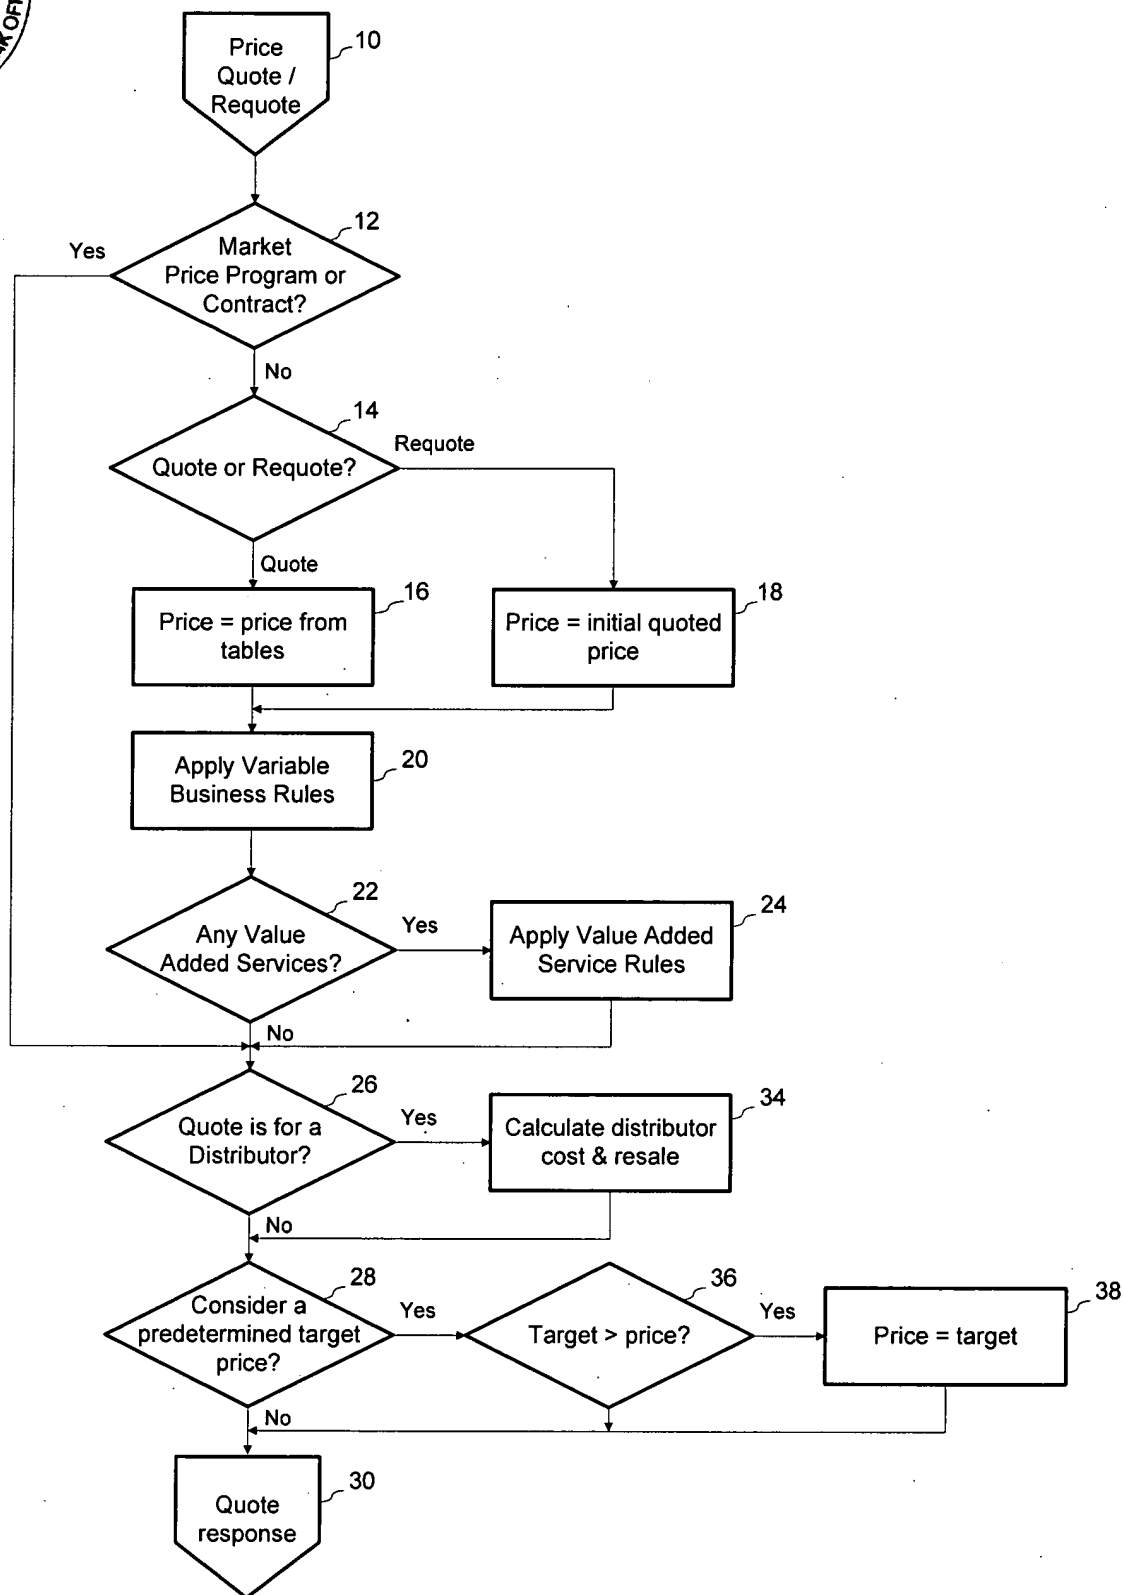 Price
Quote /
Requote
10
Market
Price Program or
Contract?
12
Yes
No
Quote or Requote?
14
Requote
Quote
Price = price from
tables
16
Price = initial quoted
price
18
Apply Variable
Business Rules
20
Any Value
Added Services?
22
Yes
Apply Value Added
Service Rules
24
No
Quote is for a
Distributor?
26
Yes
Calculate distributor
cost & resale
34
No
Consider a
predetermined target
price?
28
Yes
Target > price?
36
Yes
Price = target
38
No
Quote
response
30